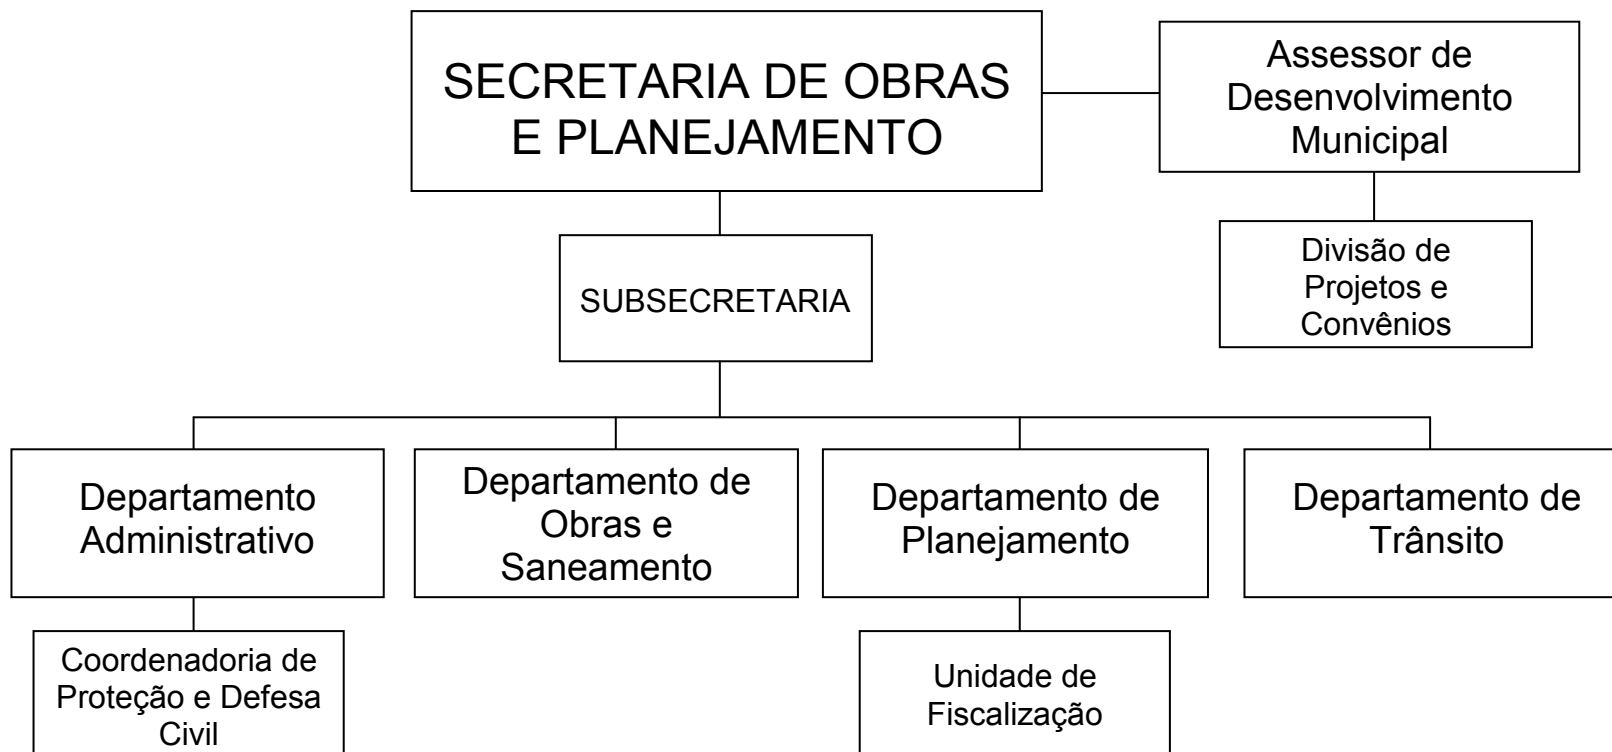 SECRETARIA DE OBRAS
E PLANEJAMENTO
Assessor de
Desenvolvimento
Municipal
Divisão de
Projetos e
Convênios
SUBSECRETARIA
Departamento
Administrativo
Departamento de
Obras e
Saneamento
Departamento de
Planejamento
Departamento de
Trânsito
Coordenadoria de
Proteção e Defesa
Civil
Unidade de
Fiscalização